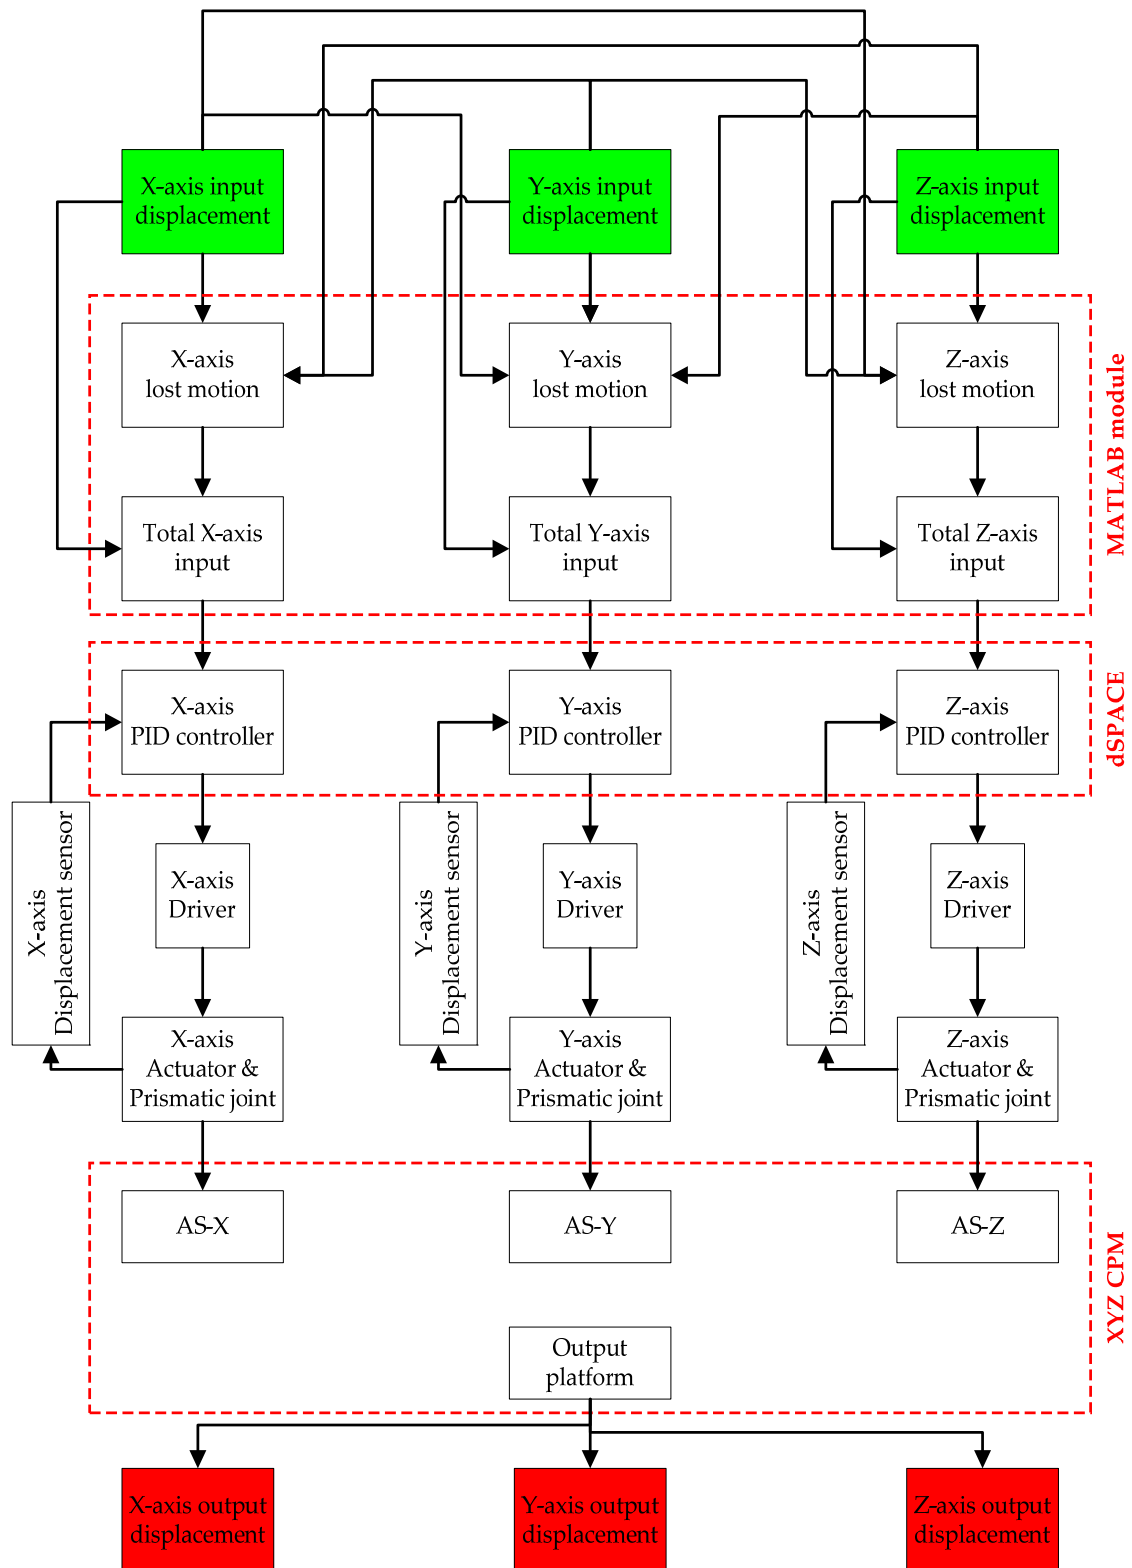 X-axis input
displacement
Y-axis input
displacement
Z-axis input
displacement
X-axis
lost motion
Y-axis
lost motion
Z-axis
lost motion
Total X-axis
input
Total Y-axis
input
Total Z-axis
input
MATLAB module
X-axis
PID controller
Y-axis
PID controller
Z-axis
PID controller
dSPACE
X-axis
Displacement sensor
X-axis
Driver
Y-axis
Displacement sensor
Y-axis
Driver
Z-axis
Displacement sensor
Z-axis
Driver
X-axis
Actuator &
Prismatic joint
Y-axis
Actuator &
Prismatic joint
Z-axis
Actuator &
Prismatic joint
AS-X
AS-Y
AS-Z
XYZ CPM
Output
platform
X-axis output
displacement
Y-axis output
displacement
Z-axis output
displacement